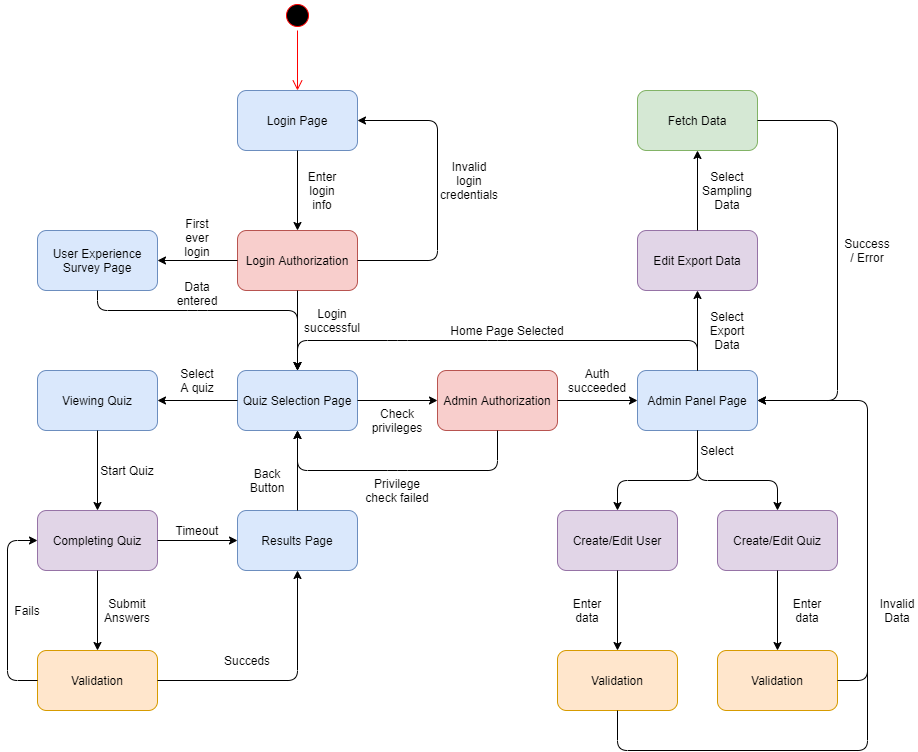 Login Page
Fetch Data
Enter
login
info
Invalid
login
credentials
Select
Sampling
Data
First
ever
login
User Experience
Survey Page
Login Authorization
Edit Export Data
Success
/ Error
Data
entered
Login
successful
Home Page Selected
Select
Export
Data
Select
A quiz
Viewing Quiz
Quiz Selection Page
Check
privileges
Admin Authorization
Auth
succeeded
Admin Panel Page
Start Quiz
Back
Button
Privilege
check failed
Select
Completing Quiz
Timeout
Results Page
Create/Edit User
Create/Edit Quiz
Fails
Submit
Answers
Enter
data
Enter
data
Invalid
Data
Validation
Succeds
Validation
Validation